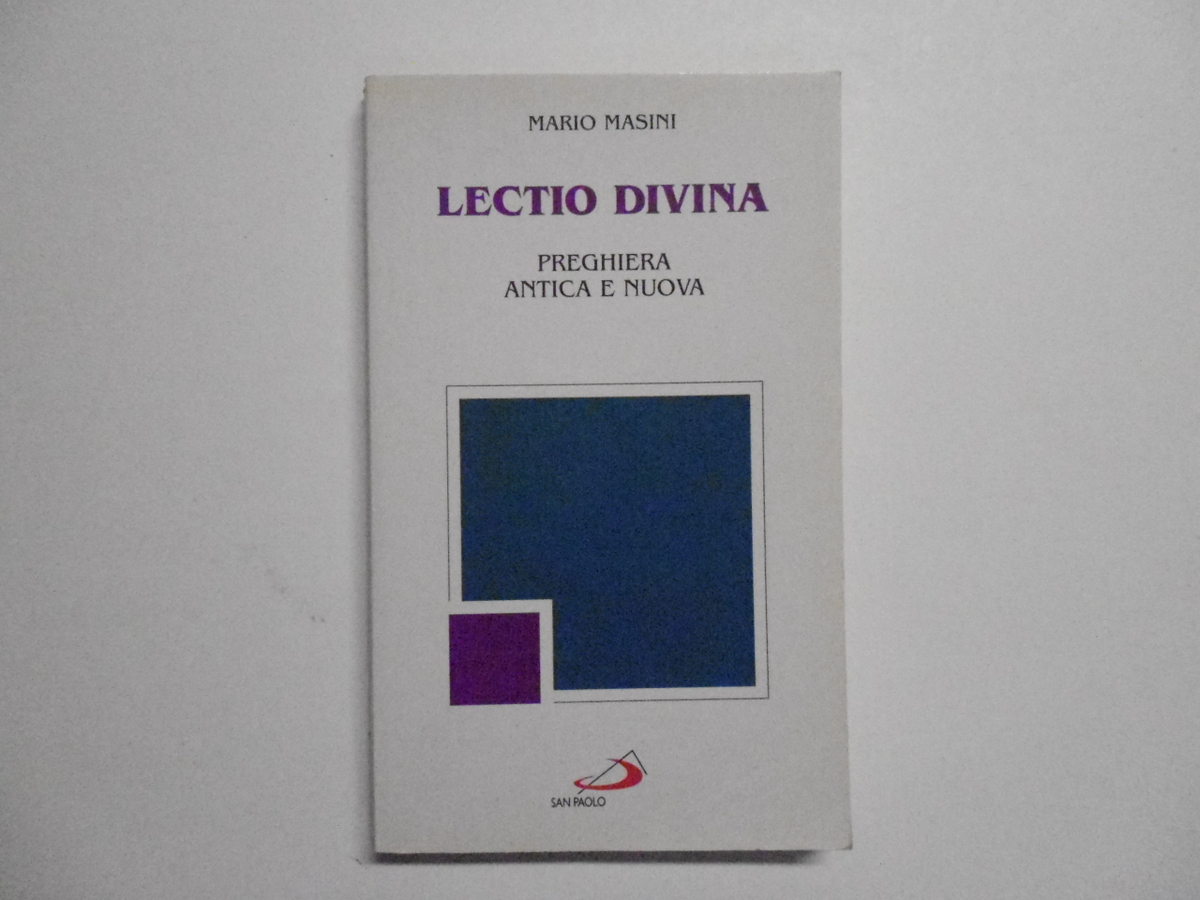 MARIO MASINI
LECTIO DIVINA
PREGHIERA
ANTICA E NUOVA
SAN PAOLO